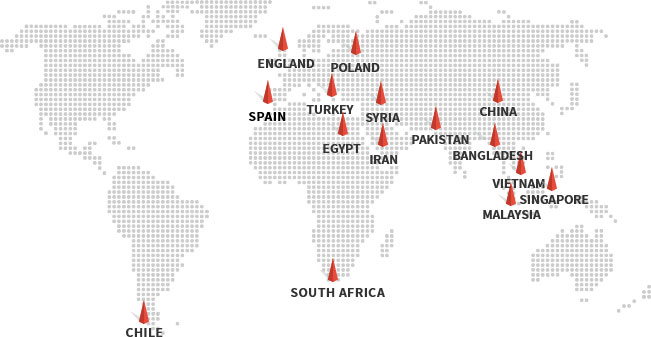 ENGLAND
POLAND
SPAIN
TURKEY
SYRIA
CHINA
EGYPT
PAKISTAN
IRAN
BANGLADESH
VIETNAM
SINGAPORE
MALAYSIA
SOUTH AFRICA
CHILE